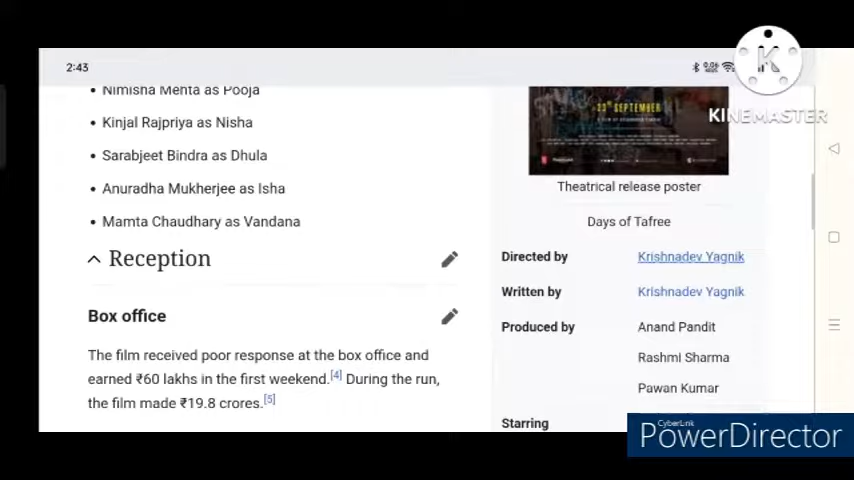 2:43
KINEMASTER
Nimisha Menta as Pooja
• Kinjal Rajpriya as Nisha
• Sarabjeet Bindra as Dhula
• Anuradha Mukherjee as Isha
• Mamta Chaudhary as Vandana
Reception
Box office
The film received poor response at the box office and
earned ₹60 lakhs in the first weekend.[4] During the run,
the film made ₹19.8 crores.[5]
23rd SEPTEMBER
Theatrical release poster
Days of Tafree
Directed by Krishnadev Yagnik
Written by Krishnadev Yagnik
Produced by Anand Pandit
Rashmi Sharma
Pawan Kumar
Starring
CyberLink
PowerDirector